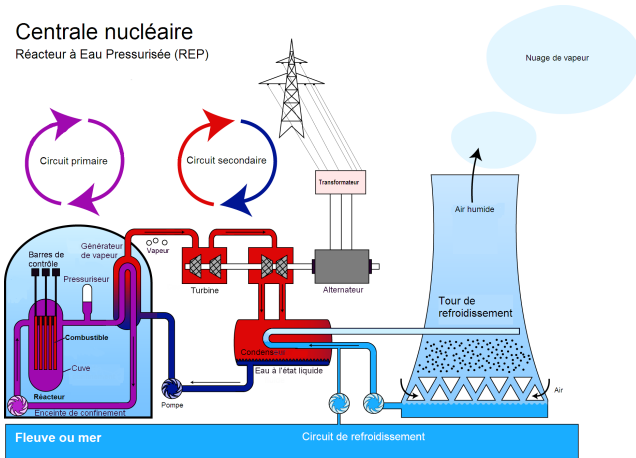 Centrale nucléaire
Réacteur à Eau Pressurisée (REP)
Nuage de vapeur
Circuit primaire
Circuit secondaire
Transformateur
Air humide
Générateur
de vapeur
Vapeur
Barres de
contrôle
Pressuriseur
Turbine
Alternateur
Tour de
refroidissement
Combustible
Condens
Cuve
Eau à l'état liquide
Réacteur
Pompe
Air
Enceinte de confinement
Fleuve ou mer
Circuit de refroidissement